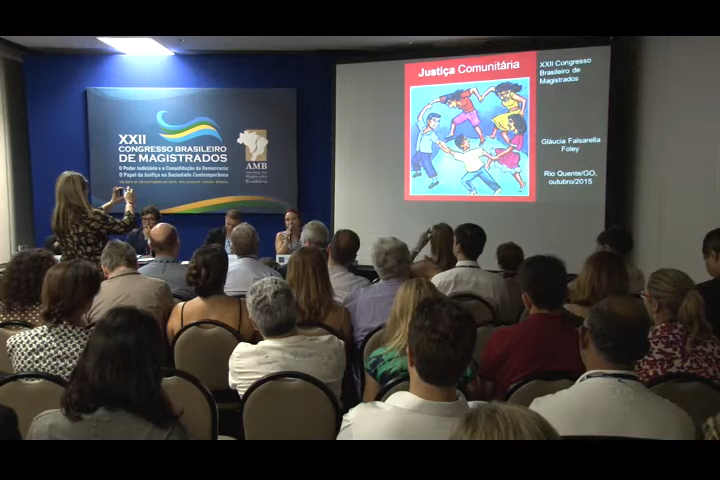 XXII
CONGRESSO BRASILEIRO
DE MAGISTRADOS
O Poder Judiciário e a Consolidação da Democracia:
O Papel da Justiça na Sociedade Contemporânea
AMB
Justiça Comunitária
XXII Congresso
Brasileiro de
Magistrados
Gláucia Falsarella
Foley
Rio Quente/GO,
outubro/2015